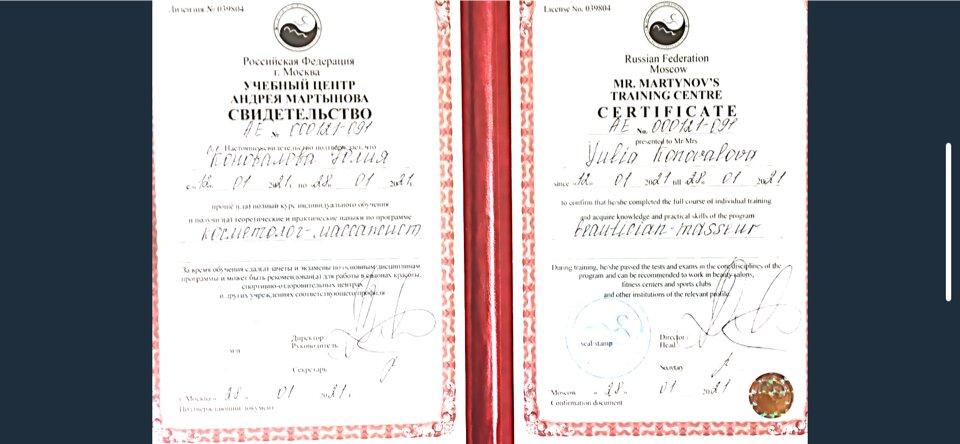 Лицензия № 039804
Российская Федерация
г. Москва
УЧЕБНЫЙ ЦЕНТР
АНДРЕЯ МАРТЫНОВА
СВИДЕТЕЛЬСТВО
АЕ № 000121-091
Настоящее свидетельство подтверждает, что
Коновалова Юлия
с «12» 01 2021. по «28» 01 2021.
прошёл(ла) полный курс индивидуального обучения
и получил(а) теоретические и практические навыки по программе
косметолог-массажист
За время обучения сдал(а) зачеты и экзамены по основным дисциплинам
программы и может быть рекомендован(а) для работы в салонах красоты,
спортивно-оздоровительных центрах
и других учреждениях соответствующего профиля
Директор:
Руководитель
м.п.
Секретарь
г. Москва «28» 01 2021.
Подтверждающий документ
License No. 039804
Russian Federation
Moscow
MR. MARTYNOV'S
TRAINING CENTRE
CERTIFICATE
AE No. 000121-091
presented to Mr Mrs
Yulia Konovalova
since «12» 01 2021 till «28» 01 2021
to confirm that he/she completed the full course of individual training
and acquire knowledge and practical skills of the program
beautician-masseur
During training, he/she passed the tests and exams in the core disciplines of the
program and can be recommended to work in beauty salons,
fitness centers and sports clubs
and other institutions of the relevant profile.
seal-stamp
Director:
Head
Secretary
Moscow «28» 01 2021
Confirmation document